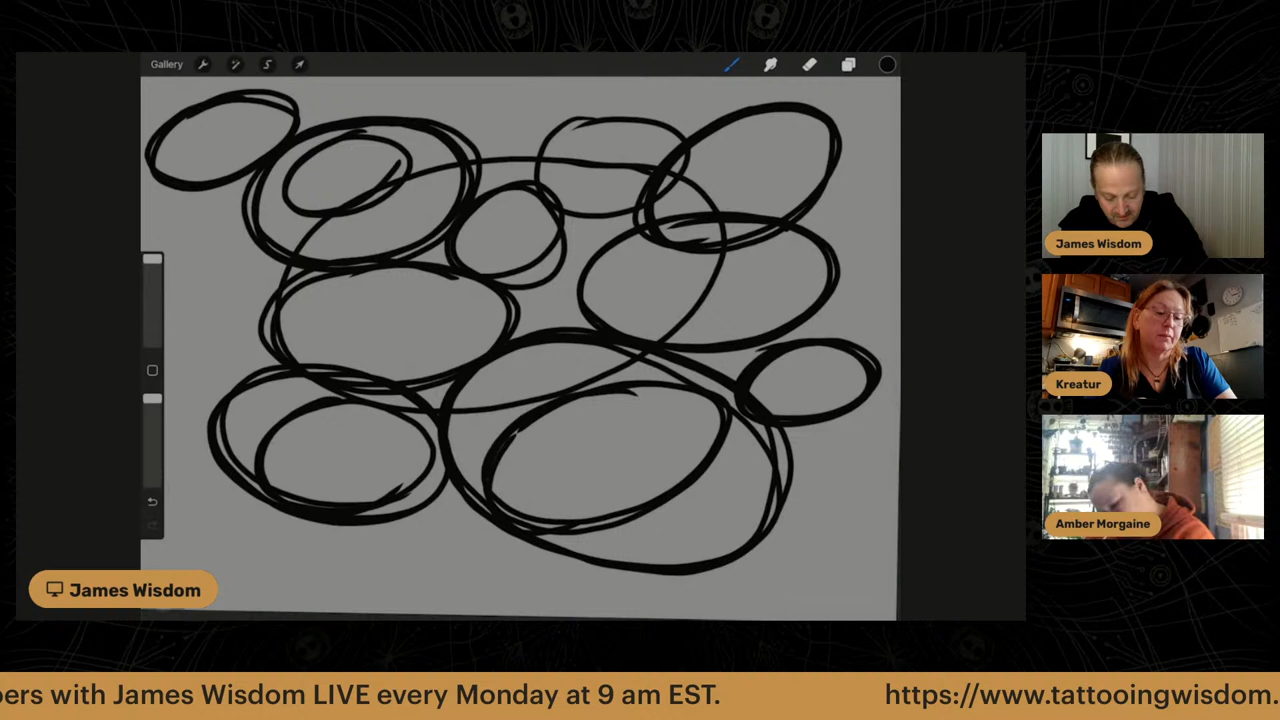 Gallery
James Wisdom
Kreatur
Amber Morgaine
James Wisdom
with James Wisdom LIVE every Monday at 9 am EST.
https://www.tattooingwisdom.